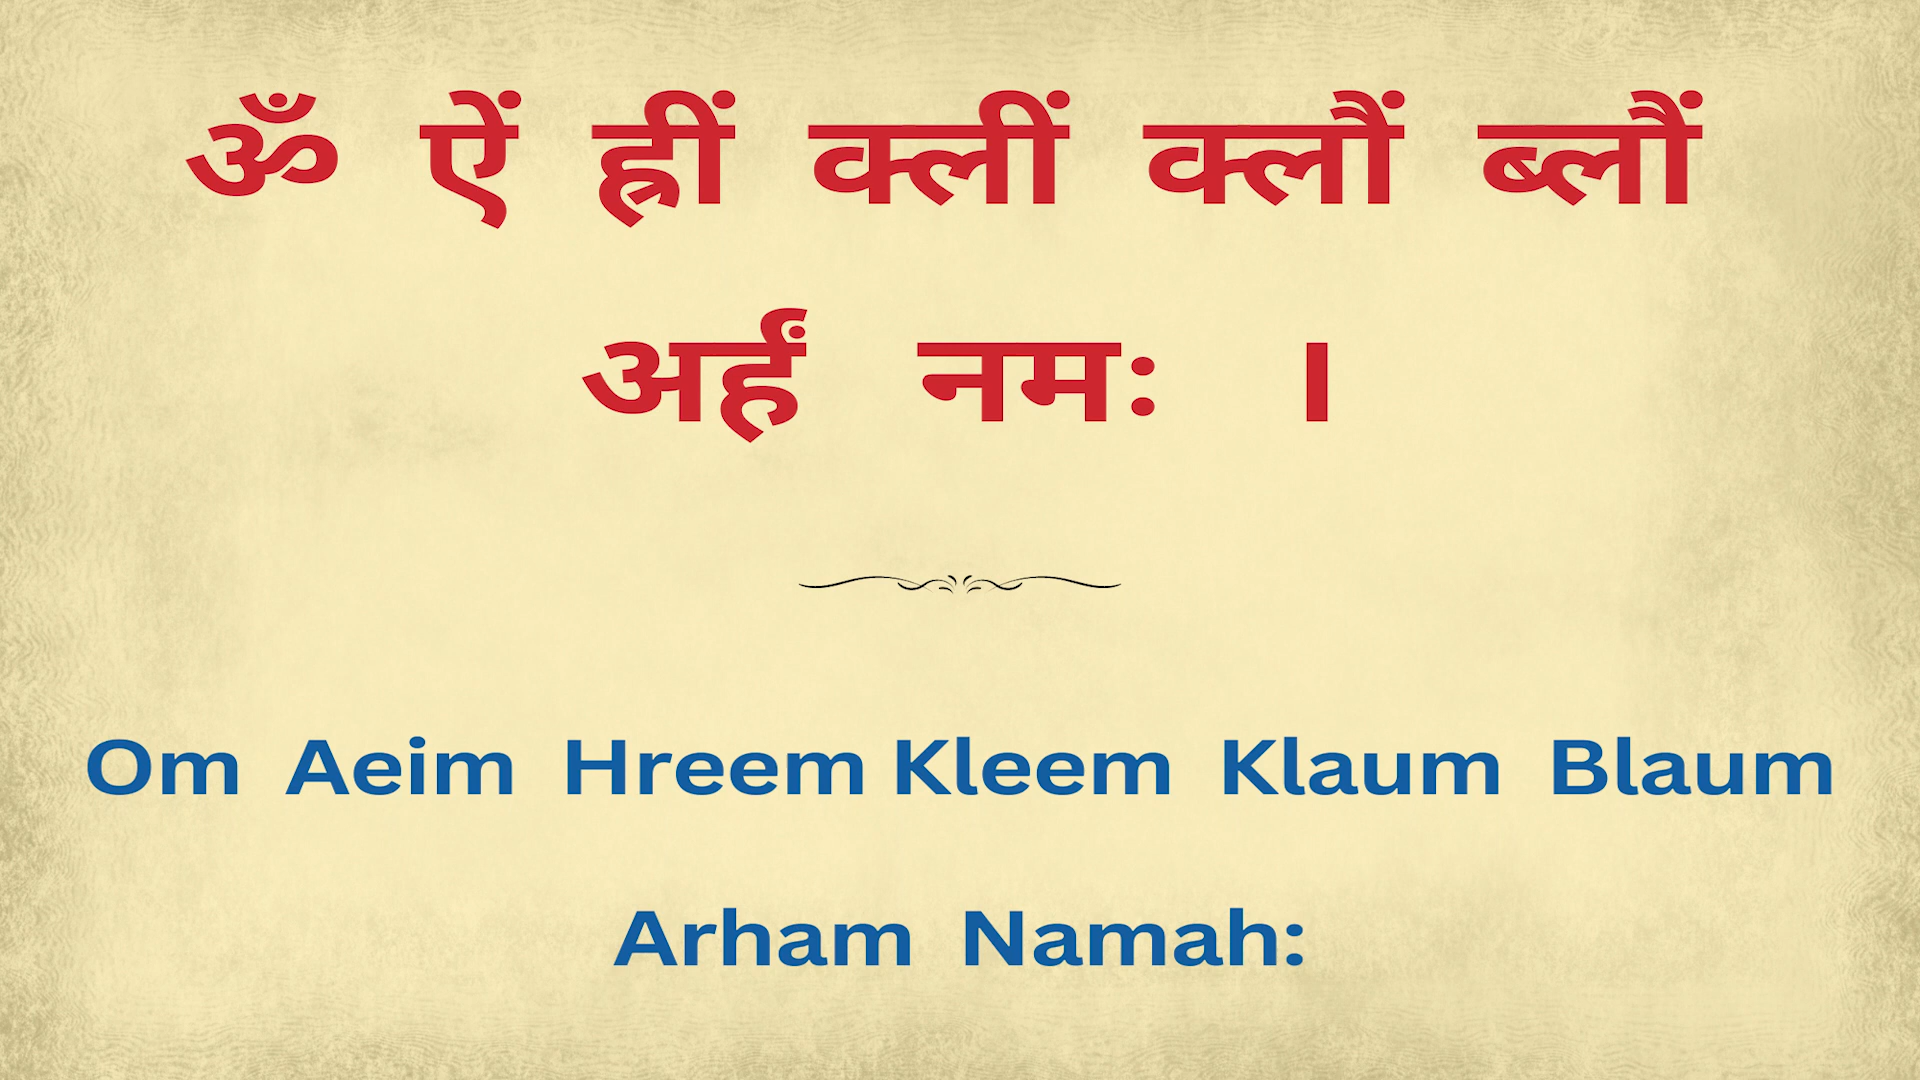 ॐ ऐं ह्रीं क्लीं क्लौं ब्लौं
अर्हं नमः ।
Om Aeim Hreem Kleem Klaum Blaum
Arham Namah: